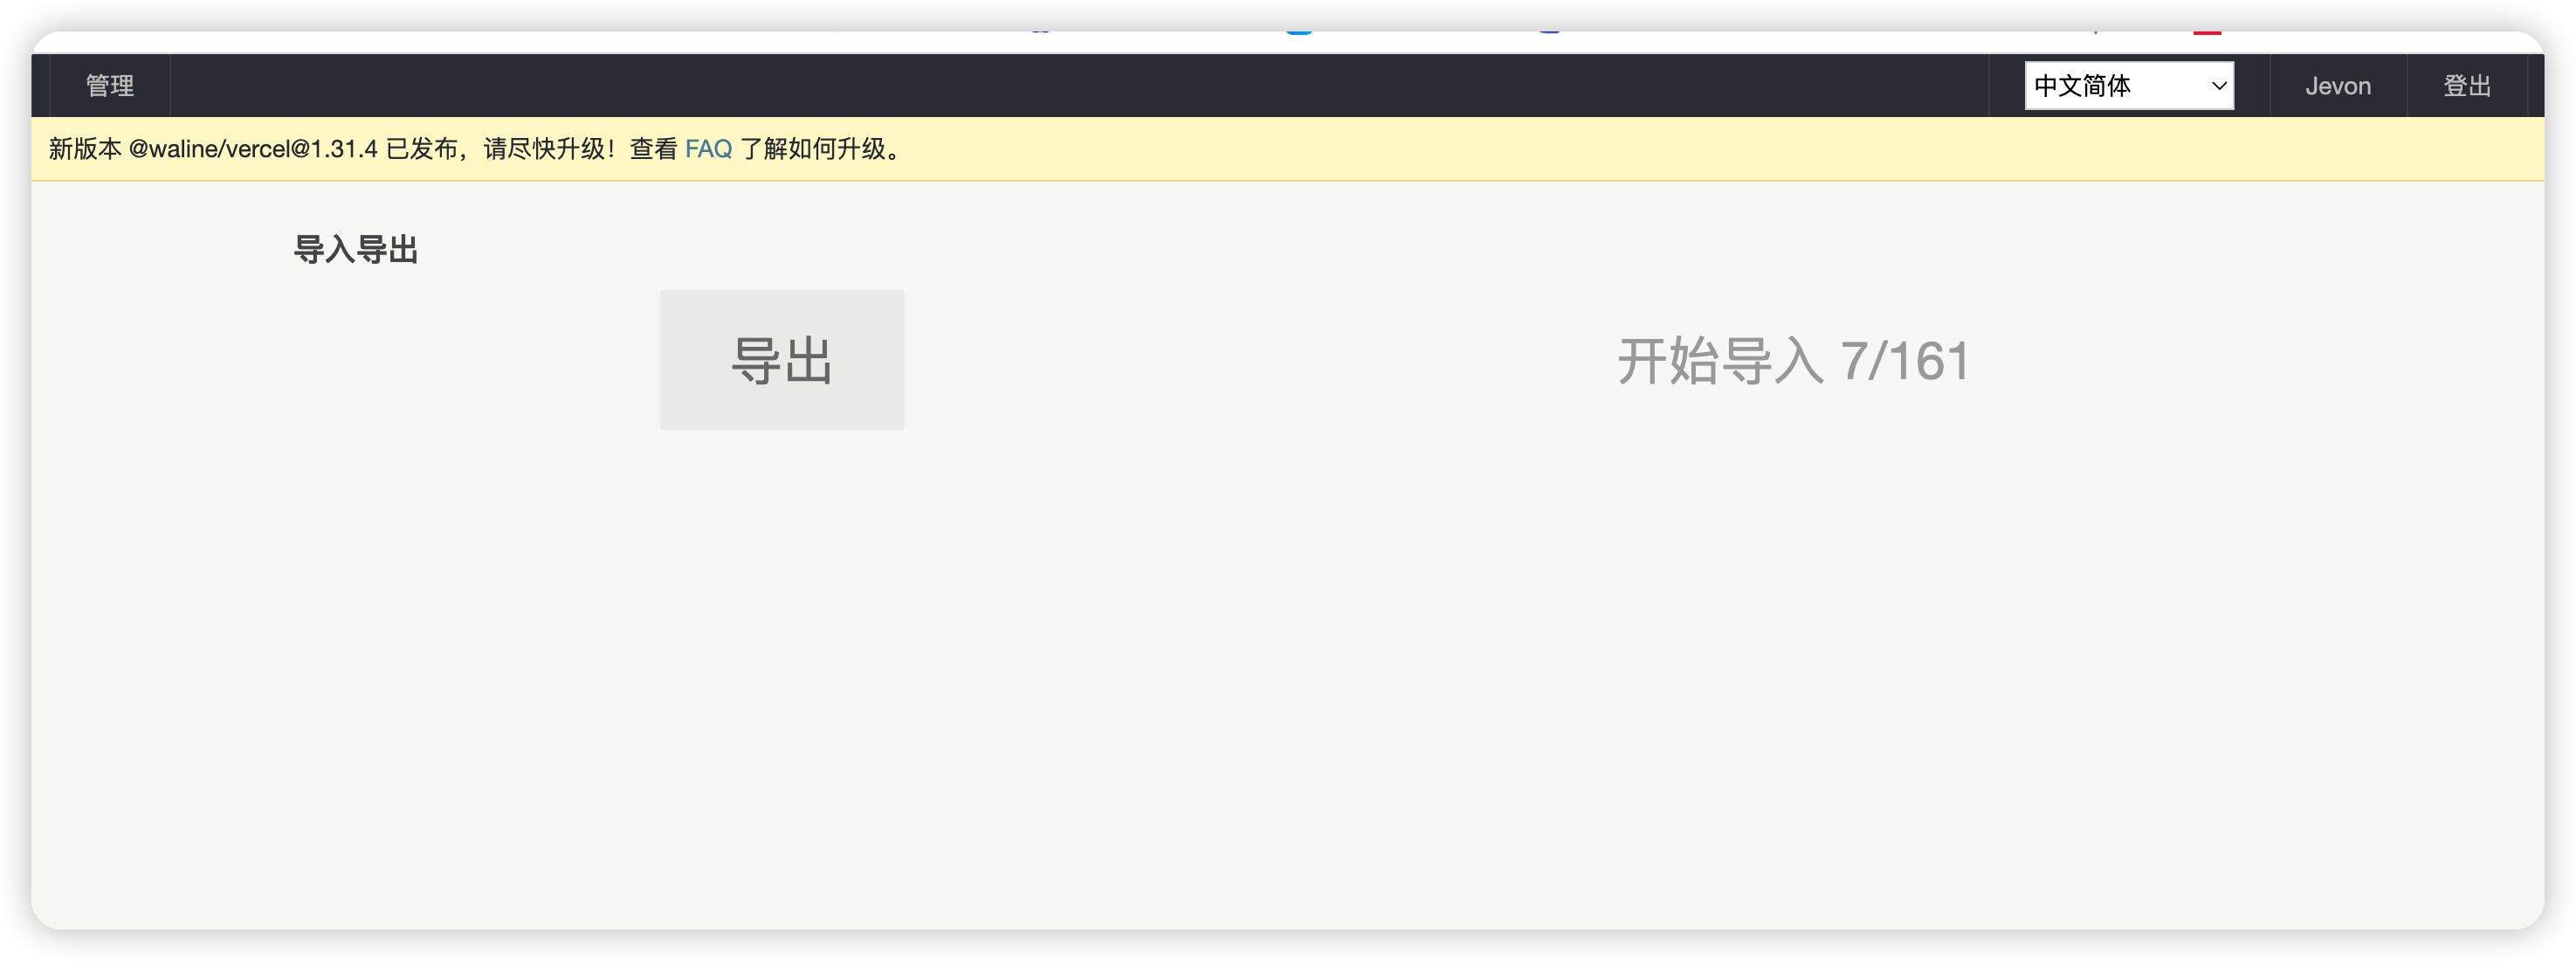 管理 中文简体 Jevon 登出
新版本 @waline/vercel@1.31.4 已发布，请尽快升级！查看 FAQ 了解如何升级。
导入导出
导出 开始导入 7/161